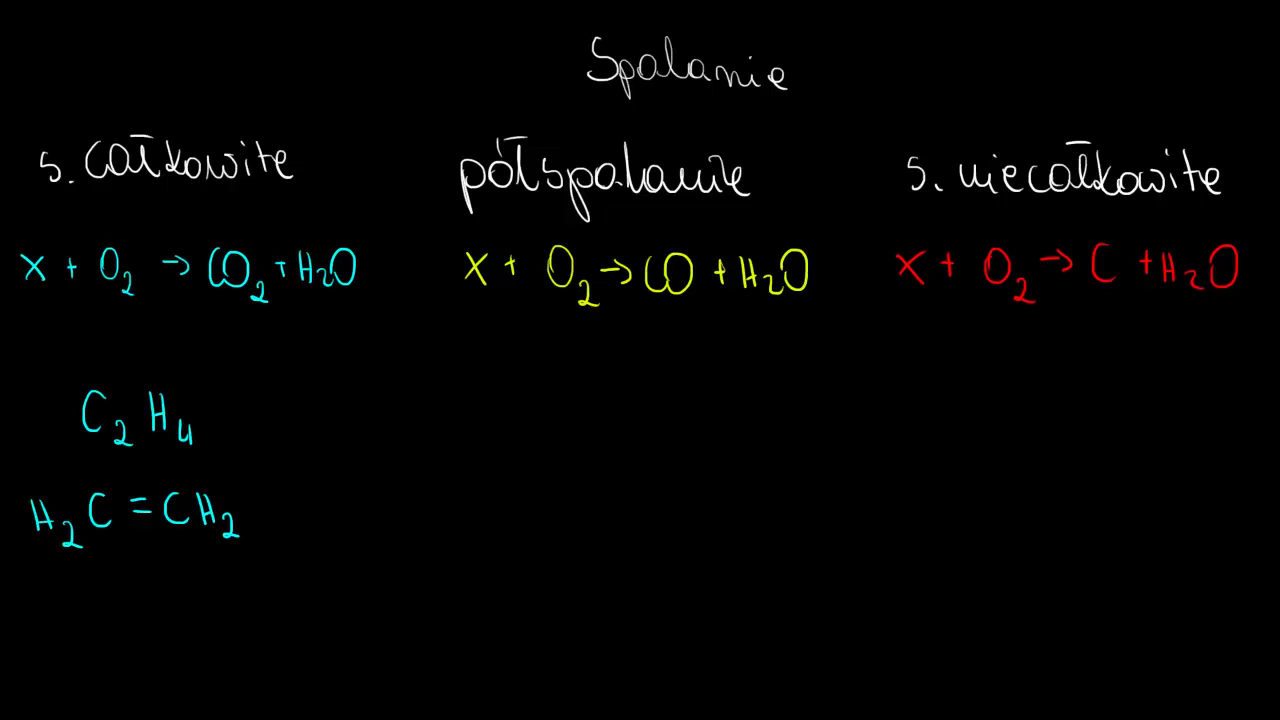 Spalanie
s. całkowite półspalanie s. niecałkowite
X + O₂ → CO₂ + H₂O X + O₂ → CO + H₂O X + O₂ → C + H₂O
C₂H₄
H₂C = CH₂